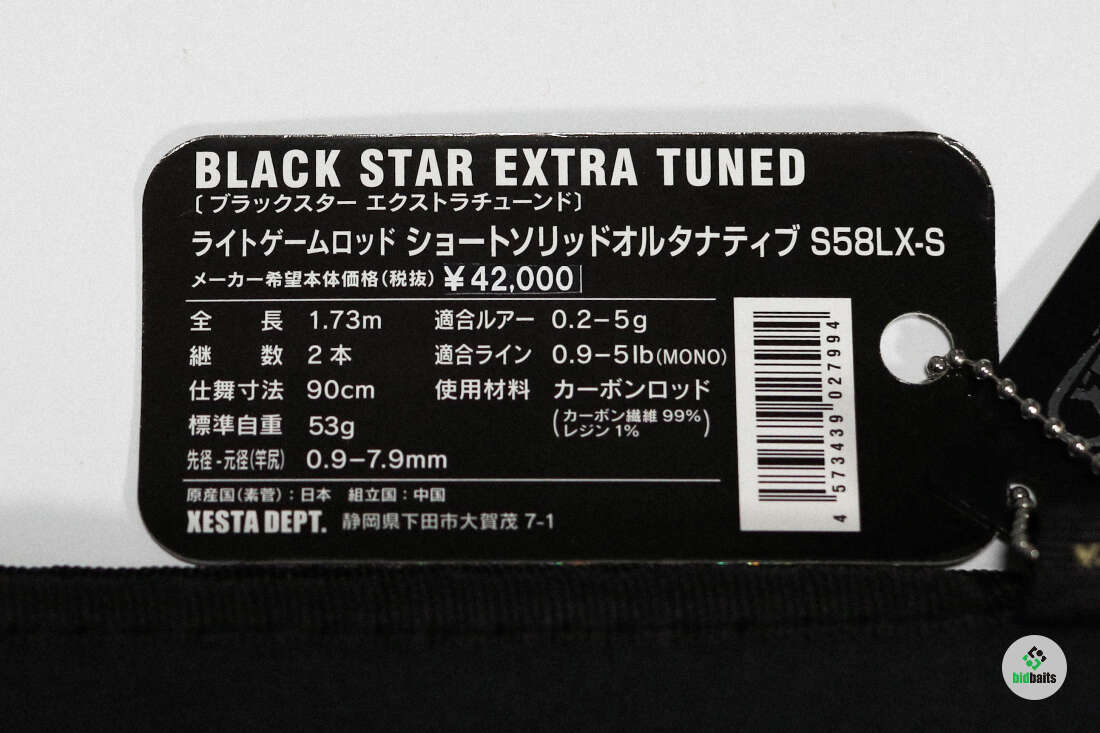 BLACK STAR EXTRA TUNED
〔ブラックスター エクストラチューンド〕
ライトゲームロッド ショートソリッドオルタナティブ S58LX-S
メーカー希望本体価格(税抜) ¥42,000
全長 1.73m 適合ルアー 0.2−5g
継数 2本 適合ライン 0.9−5lb(MONO)
仕舞寸法 90cm 使用材料 カーボンロッド
標準自重 53g (カーボン繊維 99% レジン 1%)
先径-元径(竿尻) 0.9−7.9mm
原産国(素菅):日本 組立国:中国
XESTA DEPT. 静岡県下田市大賀茂 7-1
4 573439 027994
bidbaits